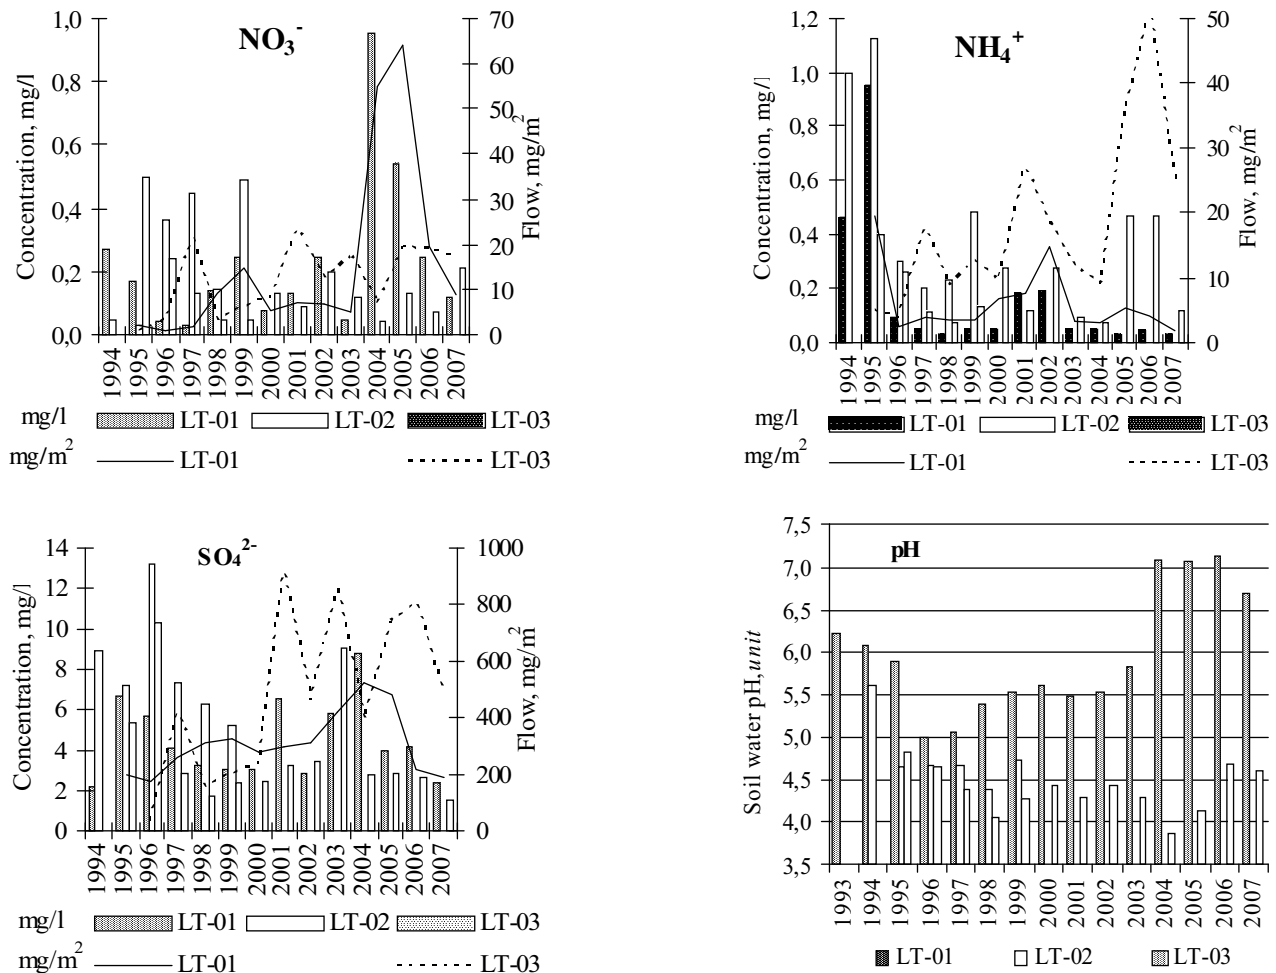 NO₃⁻
Concentration, mg/l
Flow, mg/m²
1,0
0,8
0,6
0,4
0,2
0,0
70
60
50
40
30
20
10
0
1994 1995 1996 1997 1998 1999 2000 2001 2002 2003 2004 2005 2006 2007
mg/l LT-01 LT-02 LT-03
mg/m² LT-01 LT-03
NH₄⁺
Concentration, mg/l
Flow, mg/m²
1,2
1,0
0,8
0,6
0,4
0,2
0,0
50
40
30
20
10
0
1994 1995 1996 1997 1998 1999 2000 2001 2002 2003 2004 2005 2006 2007
mg/l LT-01 LT-02 LT-03
mg/m² LT-01 LT-03
SO₄²⁻
Concentration, mg/l
Flow, mg/m²
14
12
10
8
6
4
2
0
1000
800
600
400
200
0
1994 1995 1996 1997 1998 1999 2000 2001 2002 2003 2004 2005 2006 2007
mg/l LT-01 LT-02 LT-03
mg/m² LT-01 LT-03
pH
Soil water pH,unit
7,5
7,0
6,5
6,0
5,5
5,0
4,5
4,0
3,5
1993 1994 1995 1996 1997 1998 1999 2000 2001 2002 2003 2004 2005 2006 2007
LT-01 LT-02 LT-03